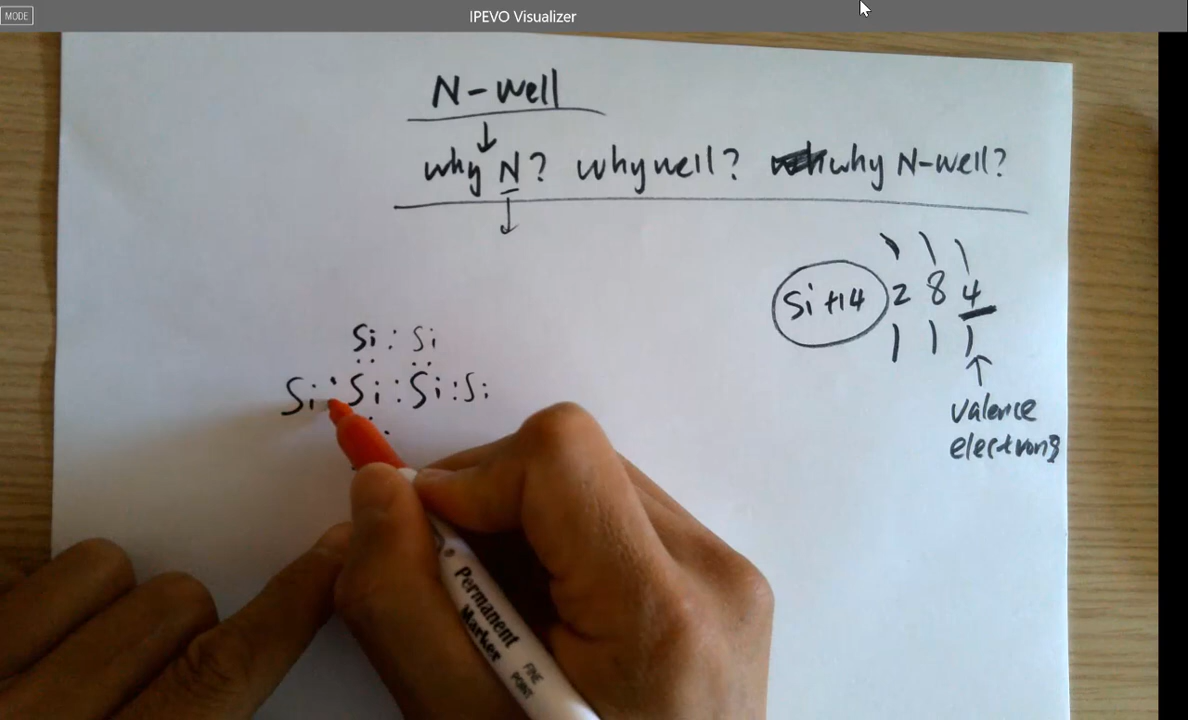 MODE
IPEVO Visualizer
N-well
why N? why well? why N-well?
Si +14 2 8 4
valence
electrons
Si : Si
Si : Si : Si : Si
Permanent
Marker
FINE
POINT